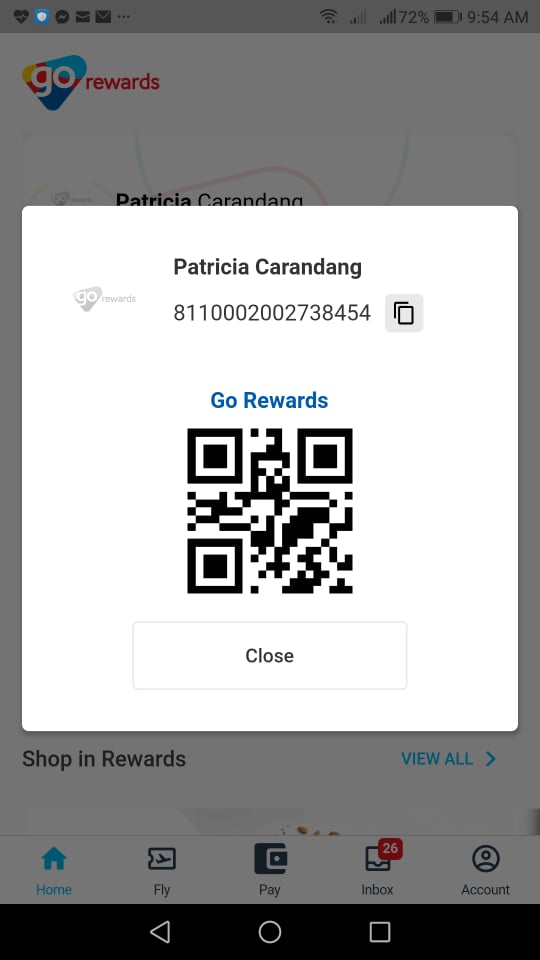 72% 9:54 AM
go rewards
Patricia Carandang
Patricia Carandang
go rewards
8110002002738454
Go Rewards
Close
Shop in Rewards
VIEW ALL
26
Home
Fly
Pay
Inbox
Account